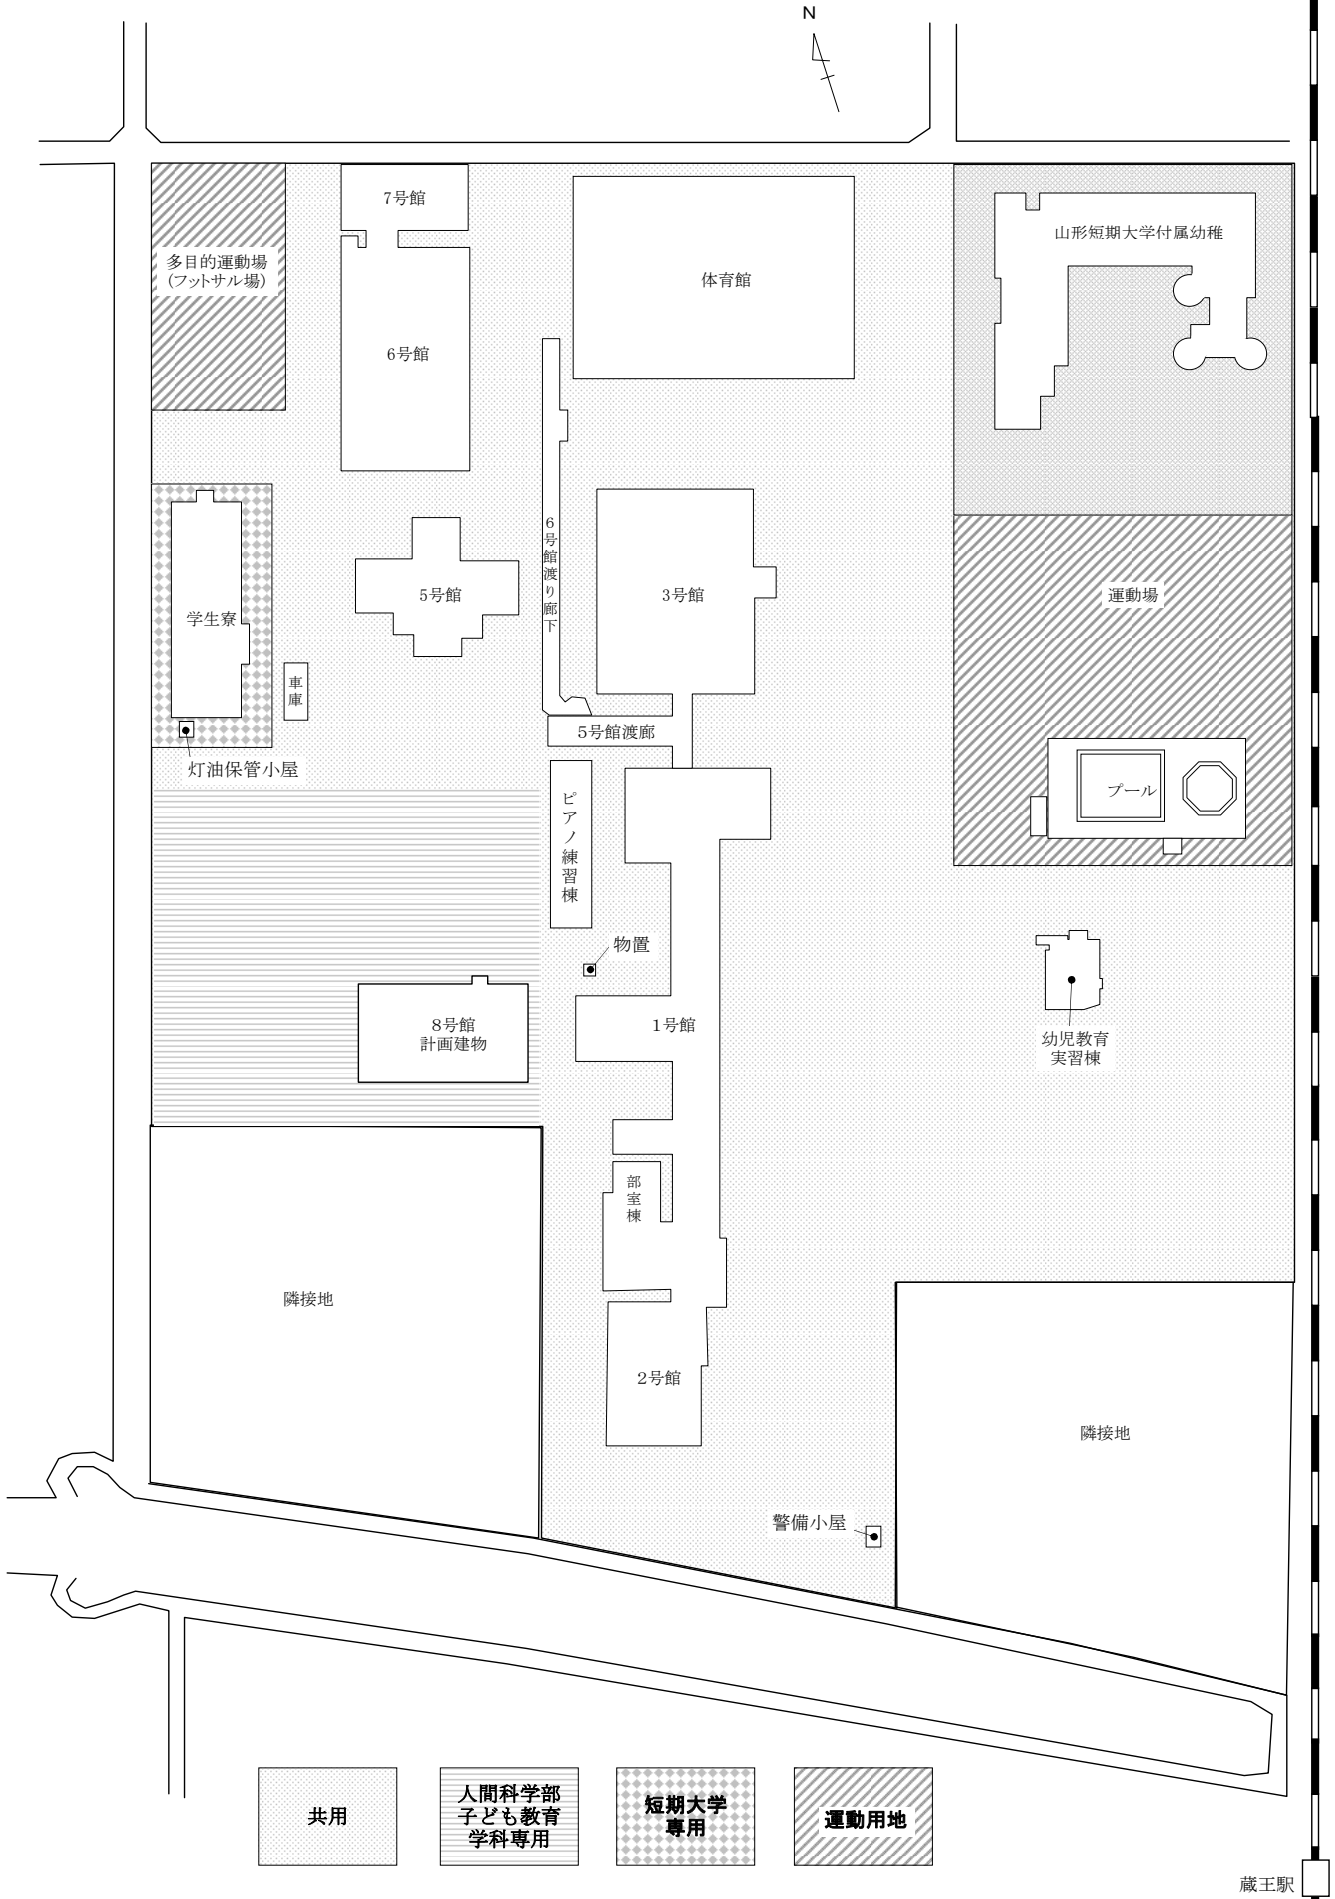 N
7号館
山形短期大学付属幼稚
多目的運動場
(フットサル場)
体育館
6号館
6号館渡り廊下
5号館
3号館
運動場
学生寮
車庫
5号館渡廊
灯油保管小屋
プール
ピアノ練習棟
物置
8号館
計画建物
1号館
幼児教育
実習棟
部室棟
隣接地
2号館
隣接地
警備小屋
共用
人間科学部
子ども教育
学科専用
短期大学
専用
運動用地
蔵王駅